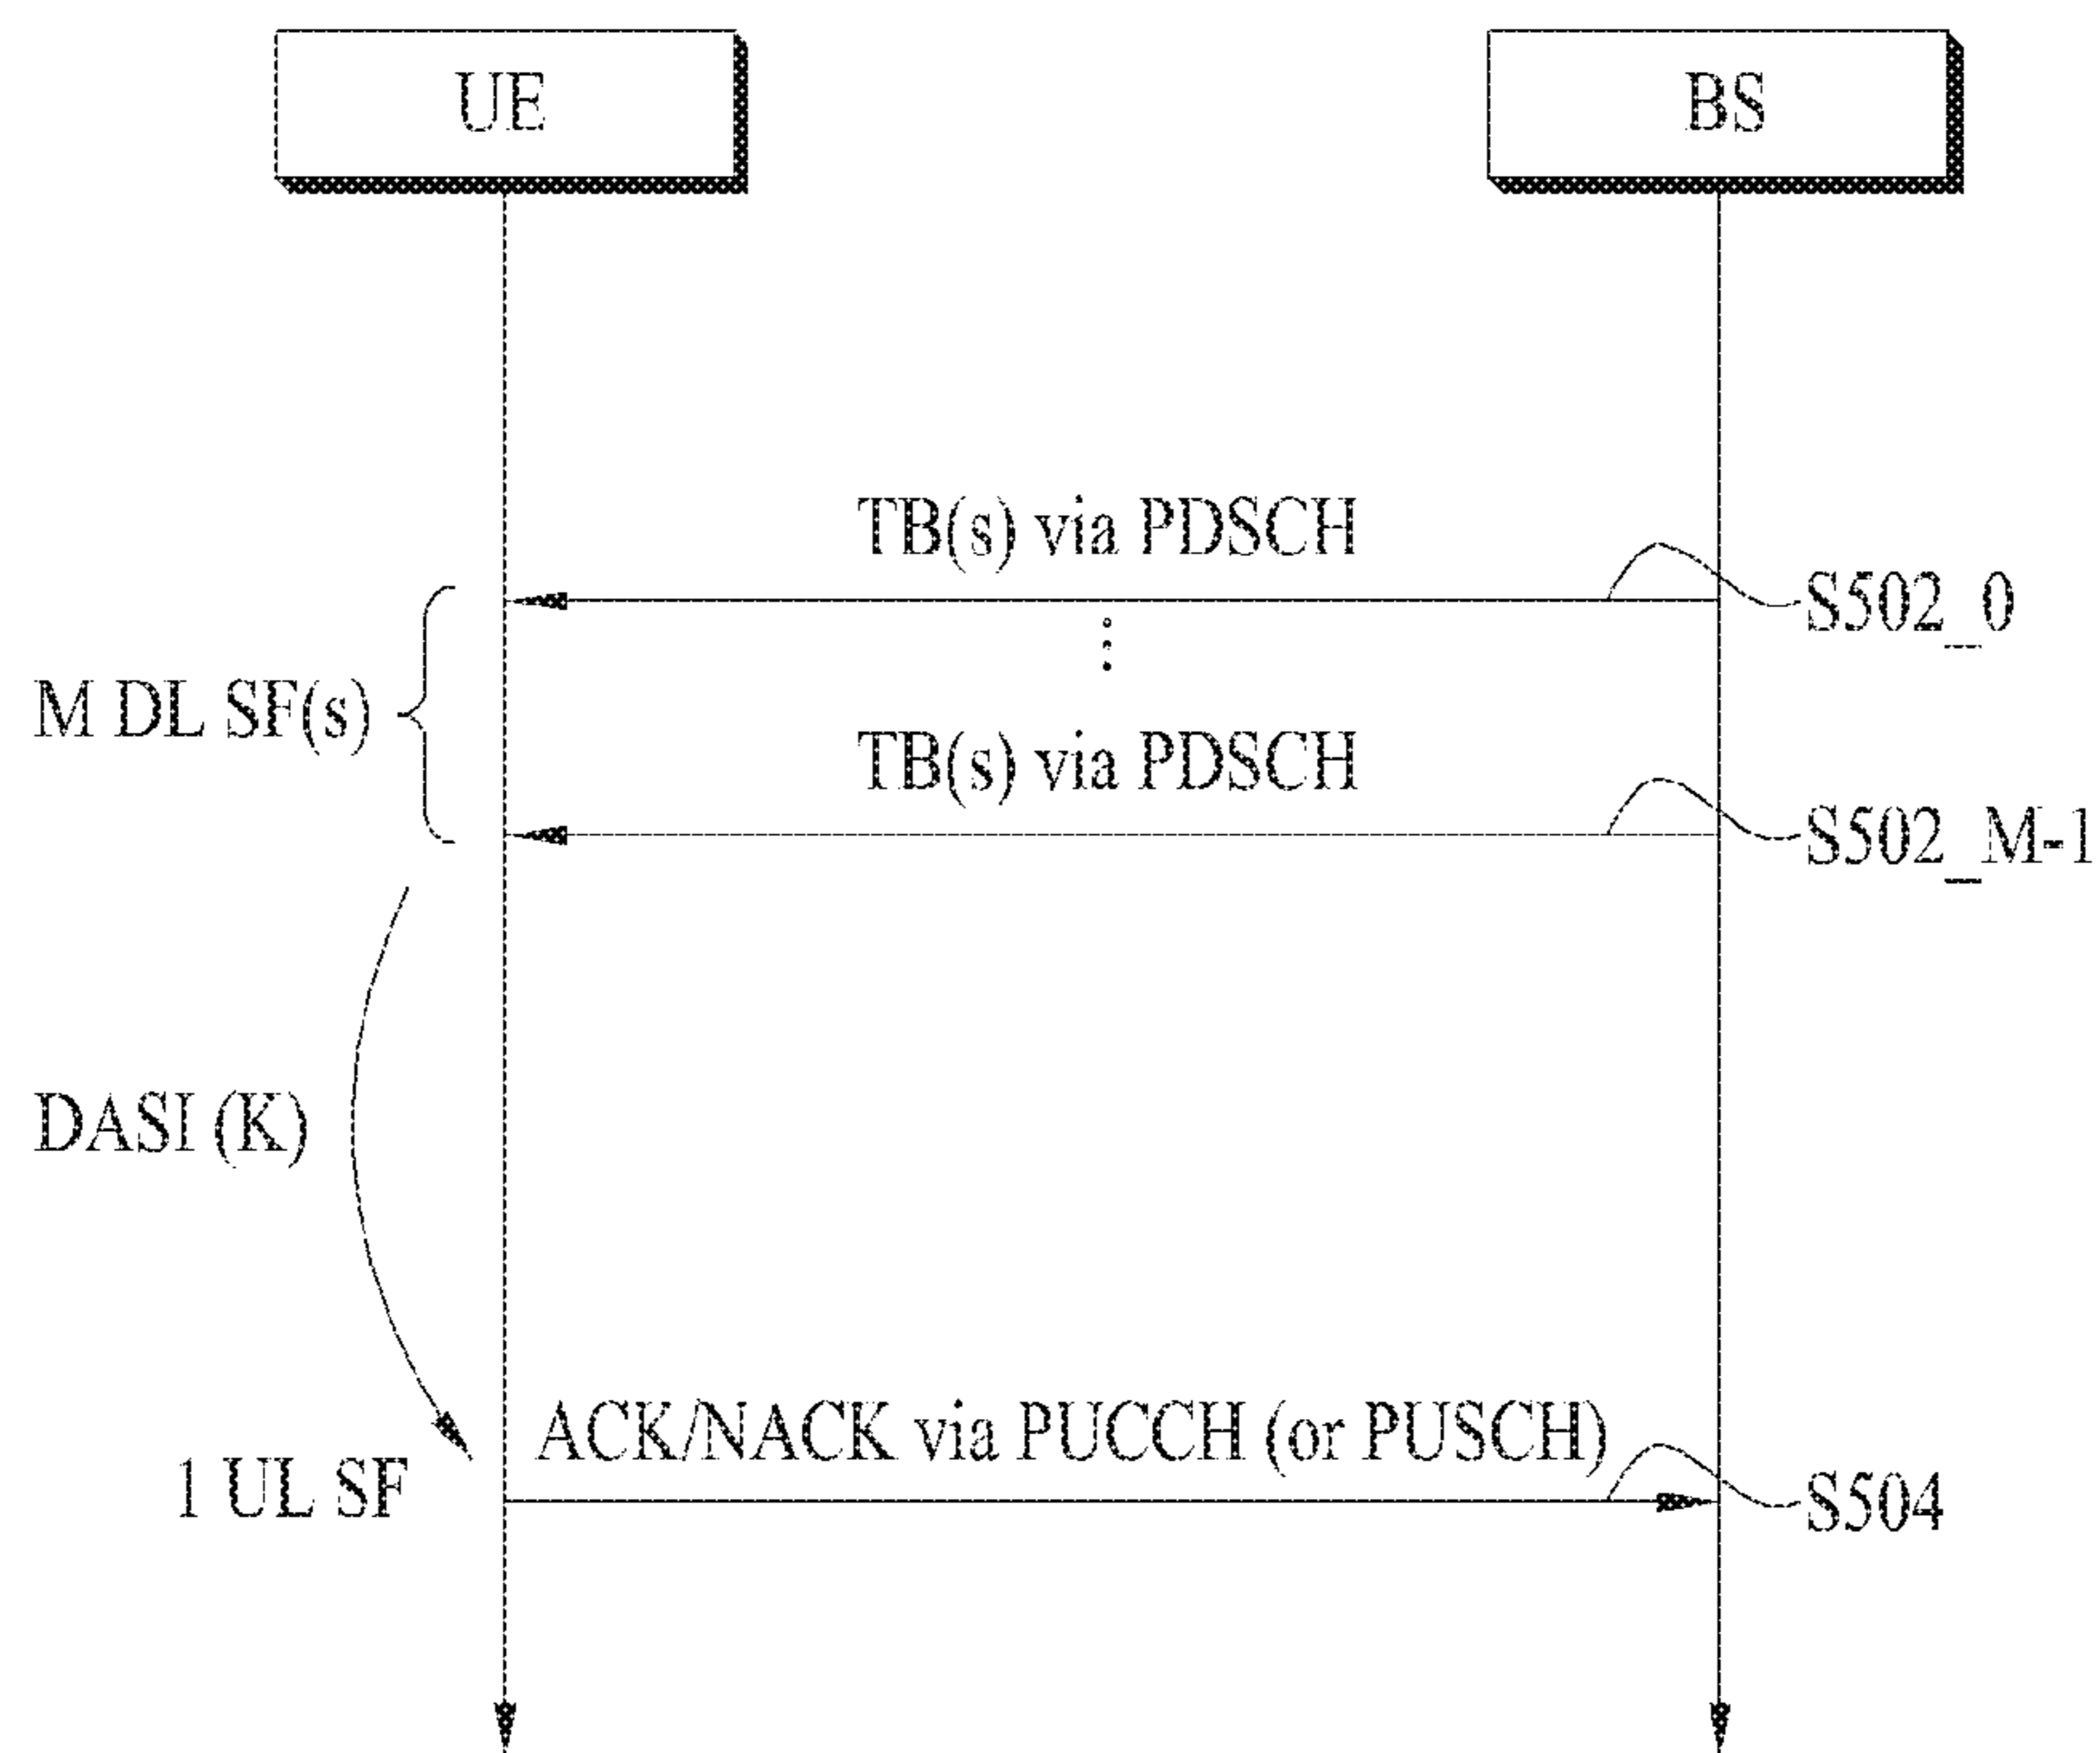 UE
BS
TB(s) via PDSCH
S502_0
M DL SF(s)
TB(s) via PDSCH
S502_M-1
DASI (K)
ACK/NACK via PUCCH (or PUSCH)
1 UL SF
S504